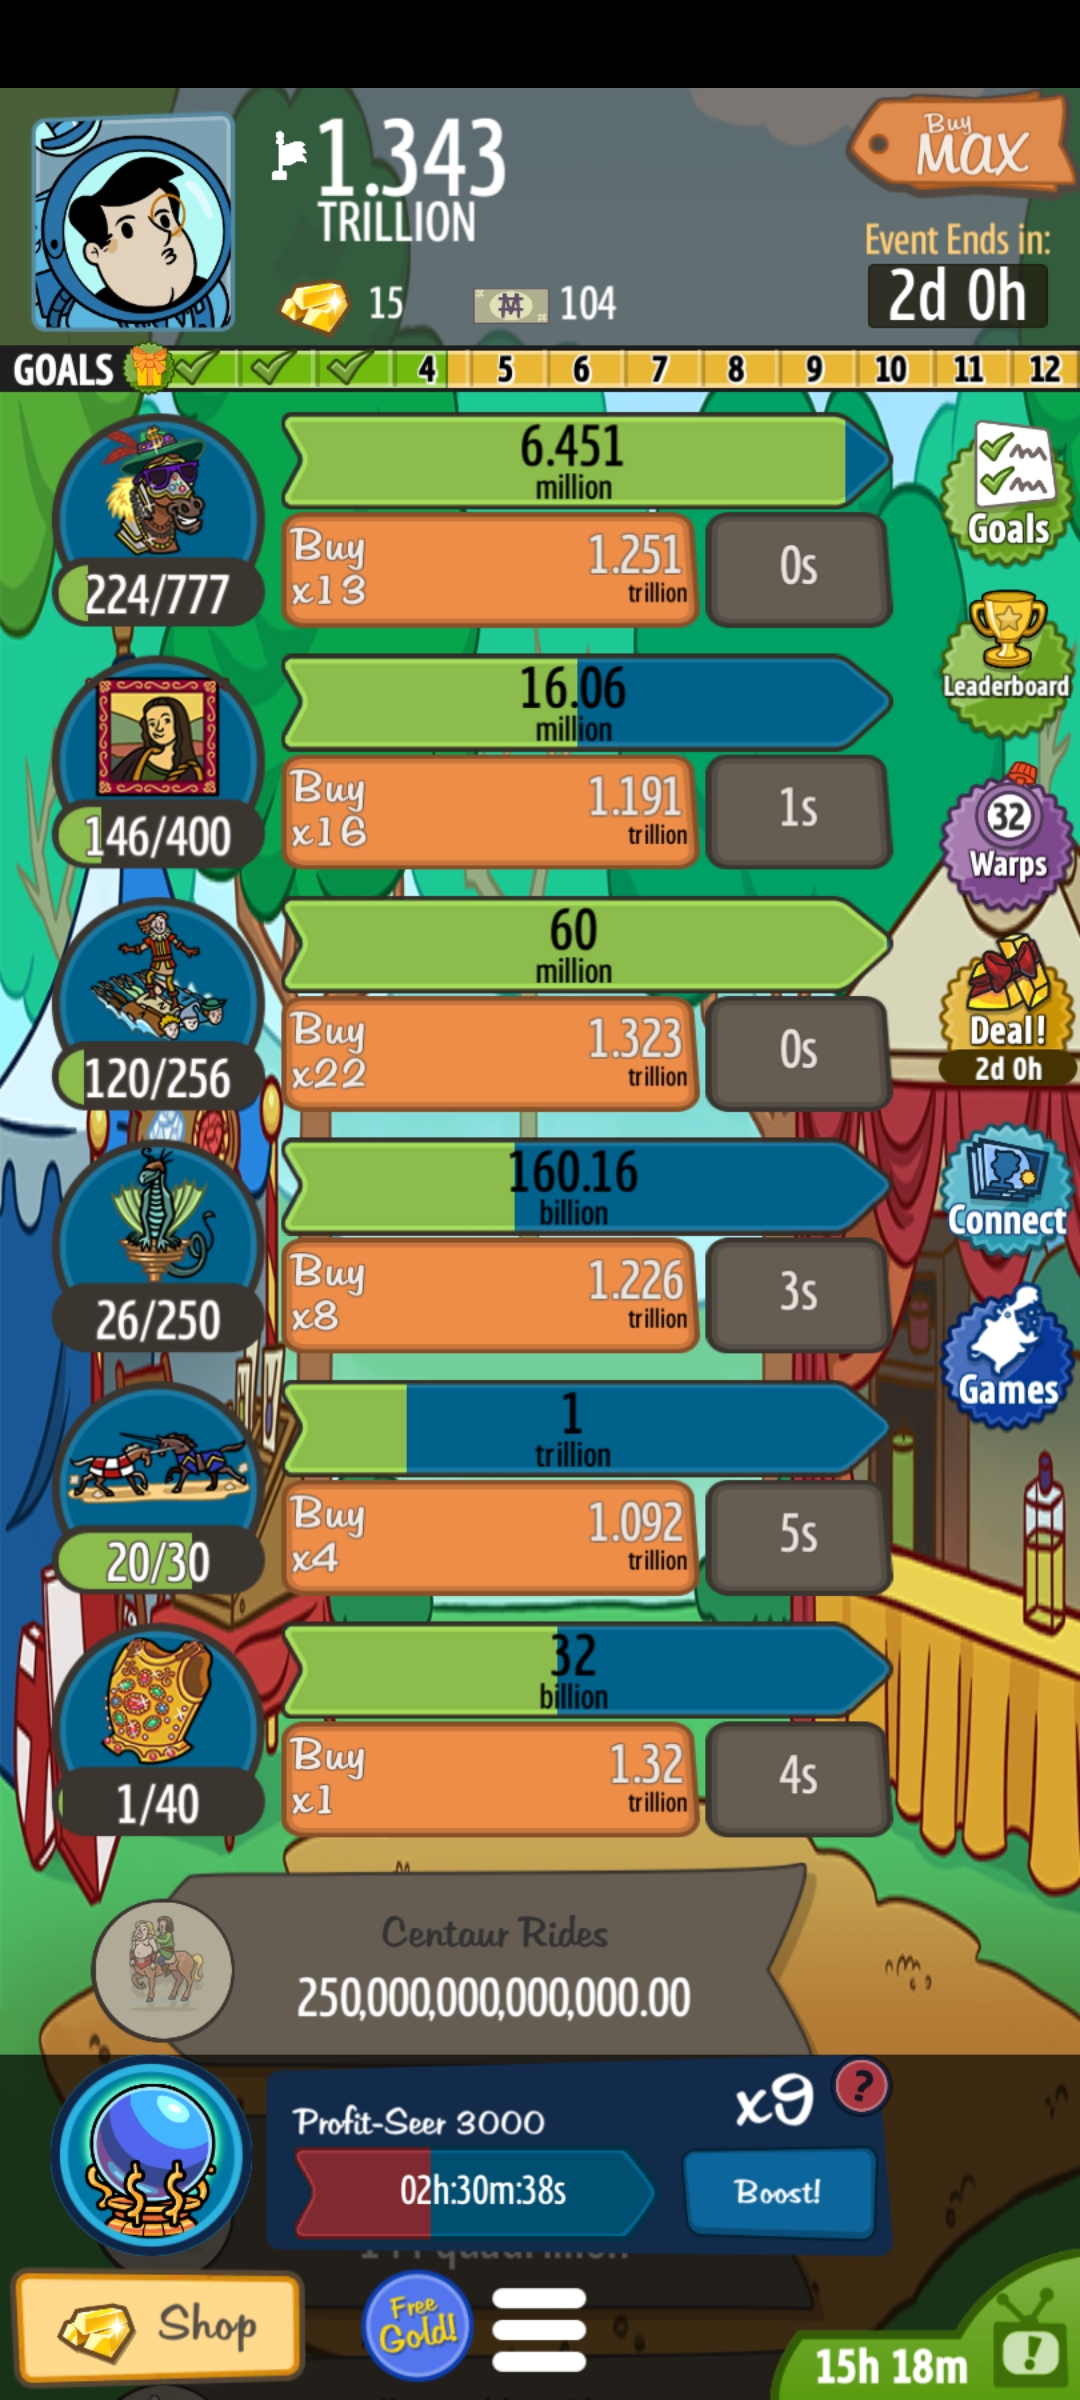 1.343
TRILLION
Buy
MAX
Event Ends in:
15
104
2d 0h
GOALS
4
5
6
7
8
9
10
11
12
6.451
million
Buy
x13
1.251
trillion
0s
224/777
Goals
Leaderboard
16.06
million
Buy
x16
1.191
trillion
1s
146/400
32
Warps
60
million
Buy
x22
1.323
trillion
0s
120/256
Deal!
2d 0h
160.16
billion
Buy
x8
1.226
trillion
3s
26/250
Connect
Games
1
trillion
Buy
x4
1.092
trillion
5s
20/30
32
billion
Buy
x1
1.32
trillion
4s
1/40
Centaur Rides
250,000,000,000,000.00
Profit-Seer 3000
x9
?
02h:30m:38s
Boost!
Shop
Free
Gold!
15h 18m
!